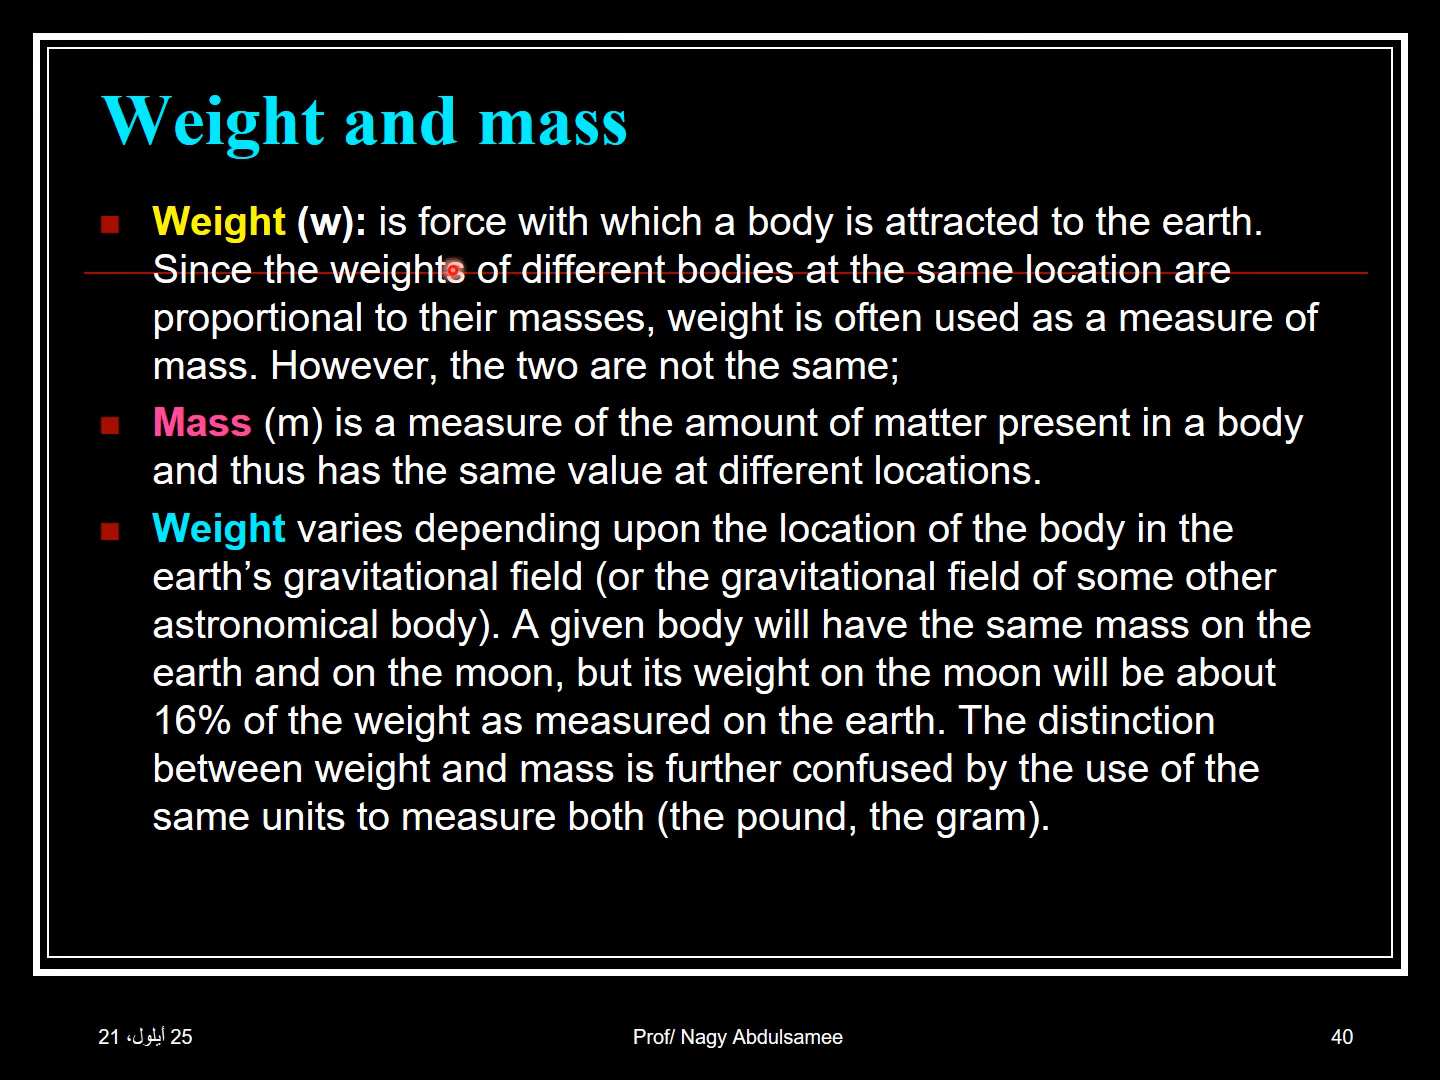 Weight and mass
Weight (w): is force with which a body is attracted to the earth.
Since the weights of different bodies at the same location are
proportional to their masses, weight is often used as a measure of
mass. However, the two are not the same;
Mass (m) is a measure of the amount of matter present in a body
and thus has the same value at different locations.
Weight varies depending upon the location of the body in the
earth’s gravitational field (or the gravitational field of some other
astronomical body). A given body will have the same mass on the
earth and on the moon, but its weight on the moon will be about
16% of the weight as measured on the earth. The distinction
between weight and mass is further confused by the use of the
same units to measure both (the pound, the gram).
25 أيلول، 21
Prof/ Nagy Abdulsamee
40